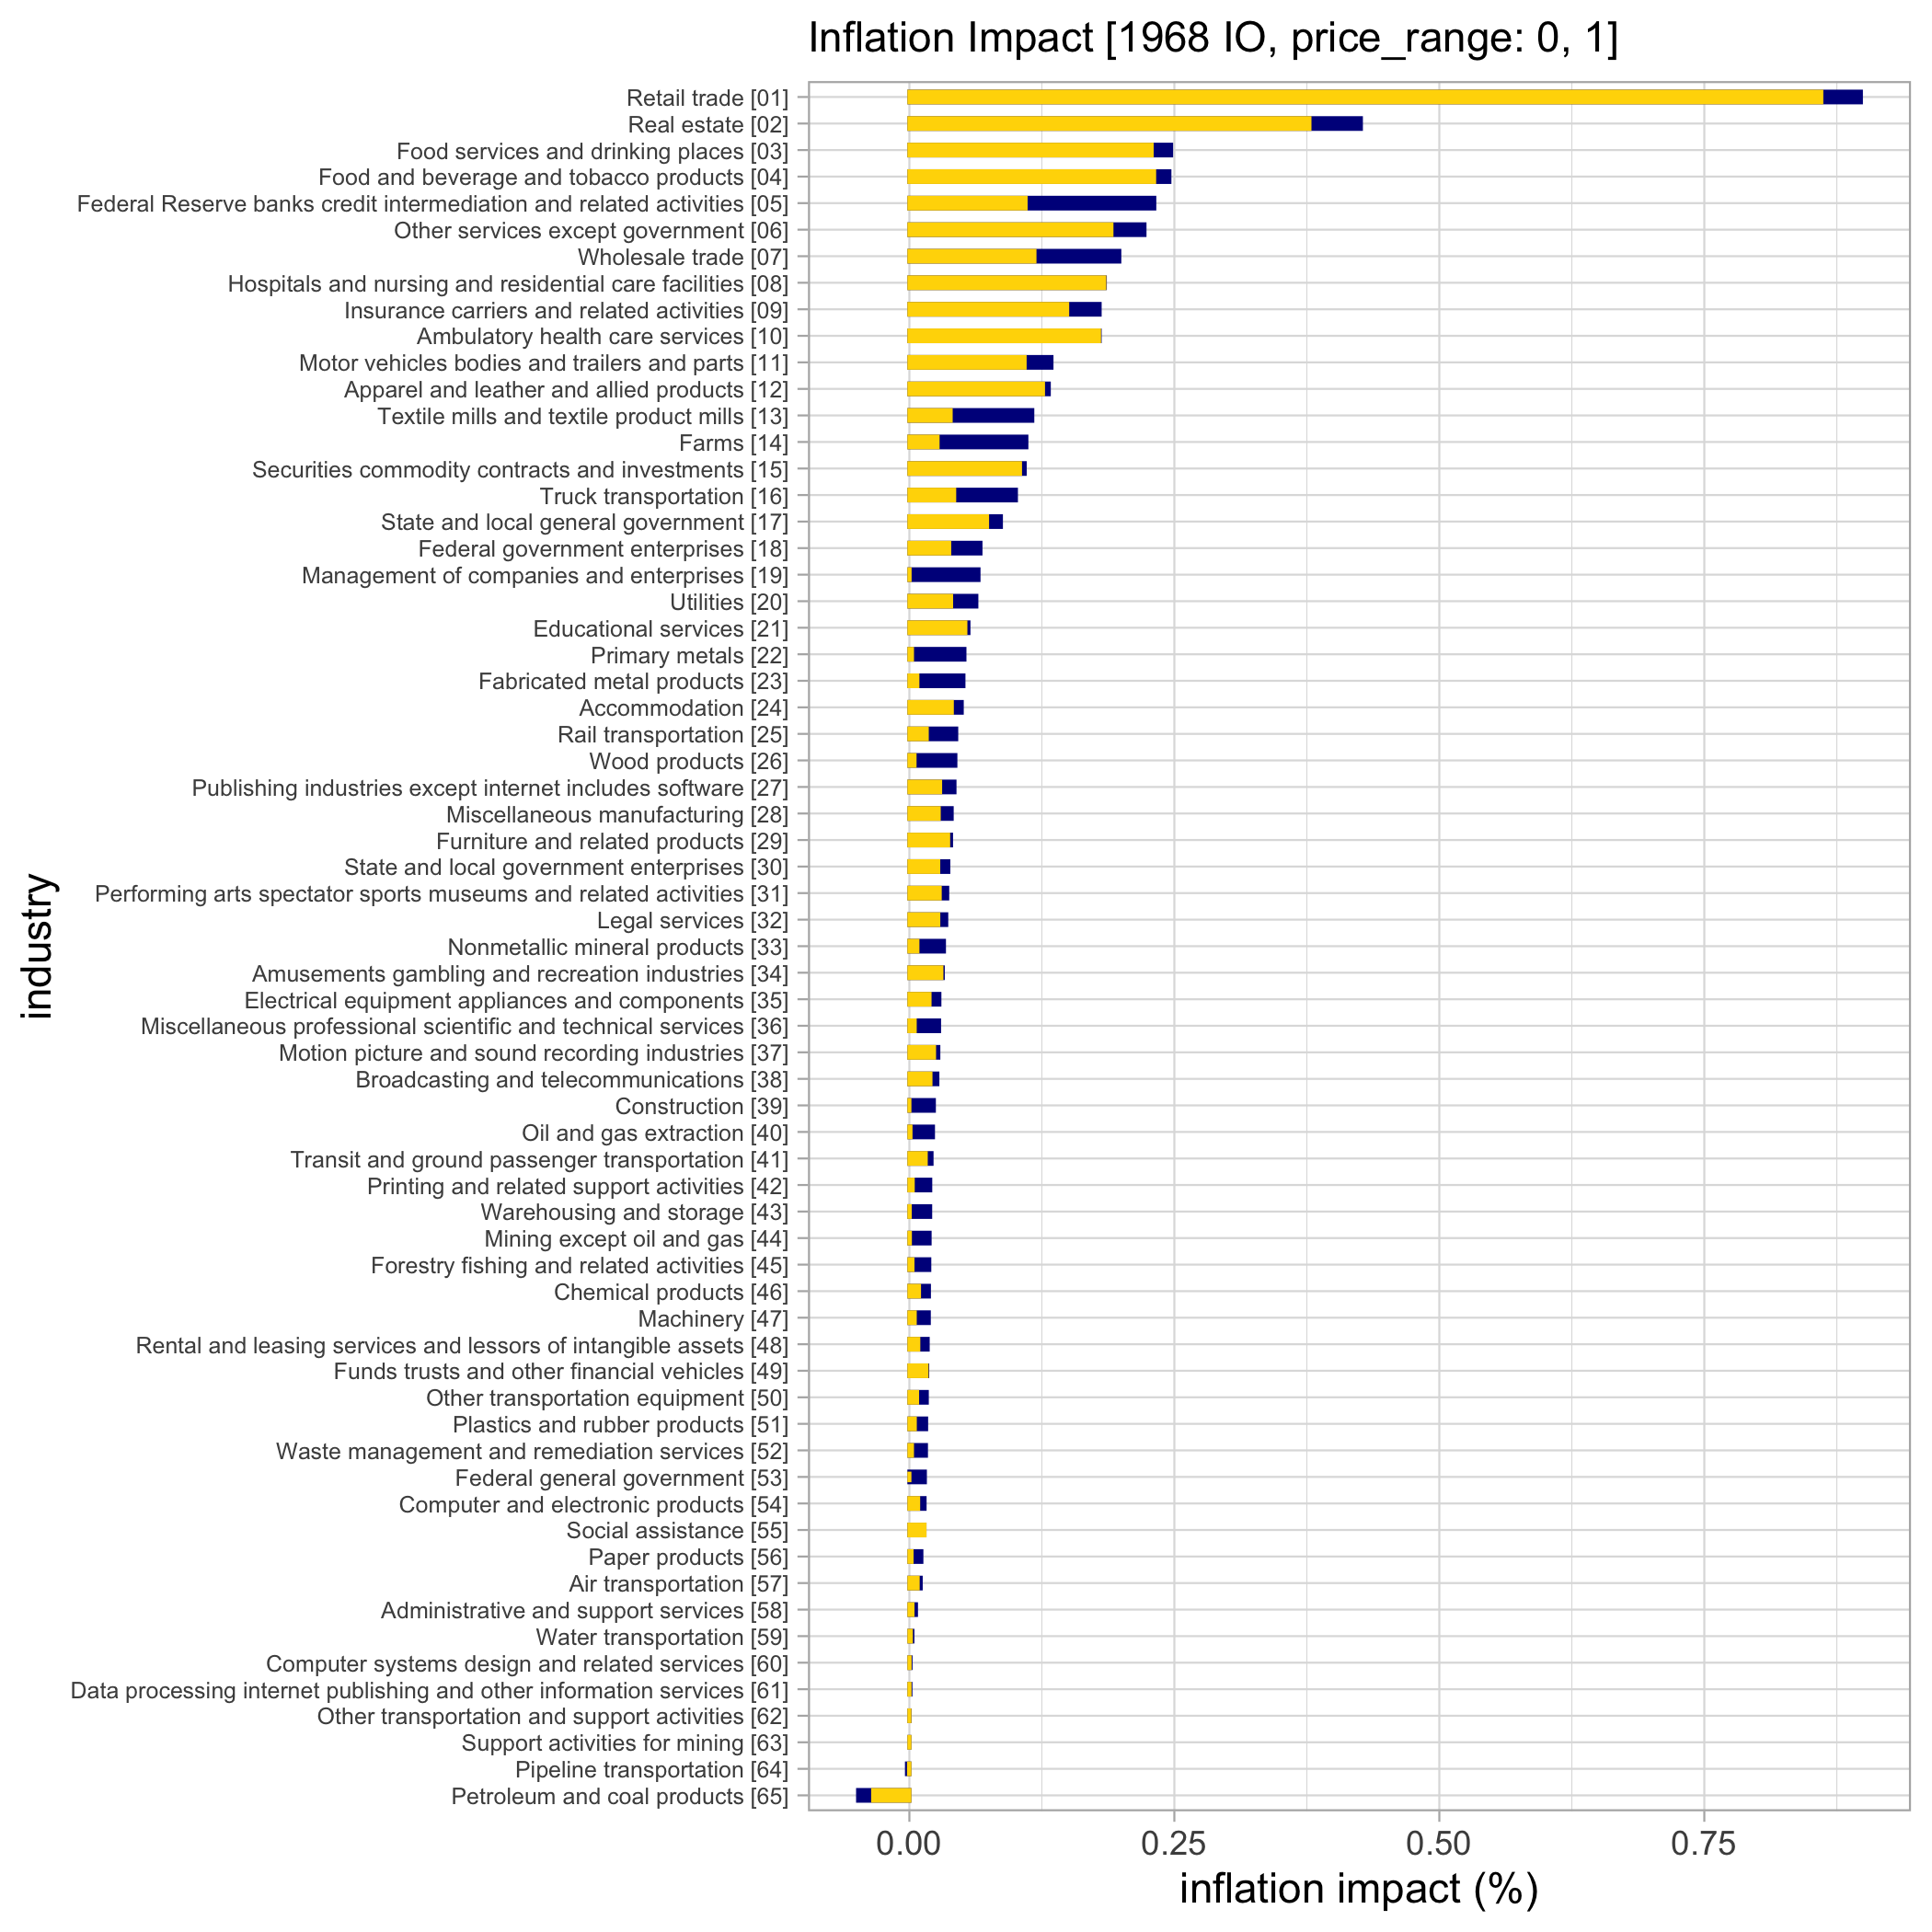 Inflation Impact [1968 IO, price_range: 0, 1]
Retail trade [01]
Real estate [02]
Food services and drinking places [03]
Food and beverage and tobacco products [04]
Federal Reserve banks credit intermediation and related activities [05]
Other services except government [06]
Wholesale trade [07]
Hospitals and nursing and residential care facilities [08]
Insurance carriers and related activities [09]
Ambulatory health care services [10]
Motor vehicles bodies and trailers and parts [11]
Apparel and leather and allied products [12]
Textile mills and textile product mills [13]
Farms [14]
Securities commodity contracts and investments [15]
Truck transportation [16]
State and local general government [17]
Federal government enterprises [18]
Management of companies and enterprises [19]
Utilities [20]
Educational services [21]
Primary metals [22]
Fabricated metal products [23]
Accommodation [24]
Rail transportation [25]
Wood products [26]
Publishing industries except internet includes software [27]
Miscellaneous manufacturing [28]
Furniture and related products [29]
State and local government enterprises [30]
Performing arts spectator sports museums and related activities [31]
Legal services [32]
Nonmetallic mineral products [33]
Amusements gambling and recreation industries [34]
Electrical equipment appliances and components [35]
Miscellaneous professional scientific and technical services [36]
Motion picture and sound recording industries [37]
Broadcasting and telecommunications [38]
Construction [39]
Oil and gas extraction [40]
Transit and ground passenger transportation [41]
Printing and related support activities [42]
Warehousing and storage [43]
Mining except oil and gas [44]
Forestry fishing and related activities [45]
Chemical products [46]
Machinery [47]
Rental and leasing services and lessors of intangible assets [48]
Funds trusts and other financial vehicles [49]
Other transportation equipment [50]
Plastics and rubber products [51]
Waste management and remediation services [52]
Federal general government [53]
Computer and electronic products [54]
Social assistance [55]
Paper products [56]
Air transportation [57]
Administrative and support services [58]
Water transportation [59]
Computer systems design and related services [60]
Data processing internet publishing and other information services [61]
Other transportation and support activities [62]
Support activities for mining [63]
Pipeline transportation [64]
Petroleum and coal products [65]
industry
0.00 0.25 0.50 0.75
inflation impact (%)